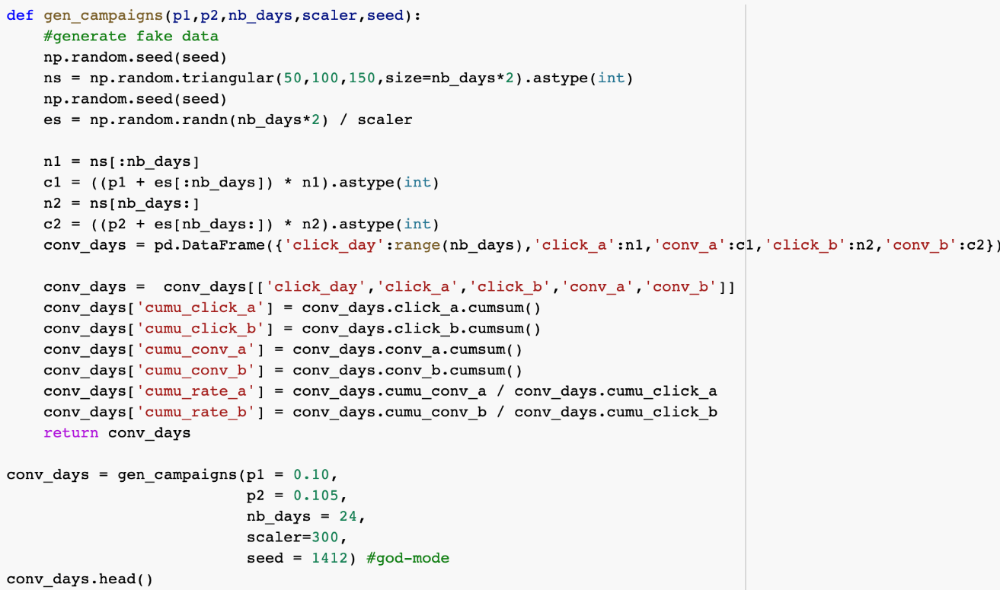 def gen_campaigns(p1,p2,nb_days,scaler,seed):
    #generate fake data
    np.random.seed(seed)
    ns = np.random.triangular(50,100,150,size=nb_days*2).astype(int)
    np.random.seed(seed)
    es = np.random.randn(nb_days*2) / scaler

    n1 = ns[:nb_days]
    c1 = ((p1 + es[:nb_days]) * n1).astype(int)
    n2 = ns[nb_days:]
    c2 = ((p2 + es[nb_days:]) * n2).astype(int)
    conv_days = pd.DataFrame({'click_day':range(nb_days),'click_a':n1,'conv_a':c1,'click_b':n2,'conv_b':c2})

    conv_days =  conv_days[['click_day','click_a','click_b','conv_a','conv_b']]
    conv_days['cumu_click_a'] = conv_days.click_a.cumsum()
    conv_days['cumu_click_b'] = conv_days.click_b.cumsum()
    conv_days['cumu_conv_a'] = conv_days.conv_a.cumsum()
    conv_days['cumu_conv_b'] = conv_days.conv_b.cumsum()
    conv_days['cumu_rate_a'] = conv_days.cumu_conv_a / conv_days.cumu_click_a
    conv_days['cumu_rate_b'] = conv_days.cumu_conv_b / conv_days.cumu_click_b
    return conv_days

conv_days = gen_campaigns(p1 = 0.10,
                          p2 = 0.105,
                          nb_days = 24,
                          scaler=300,
                          seed = 1412) #god-mode
conv_days.head()